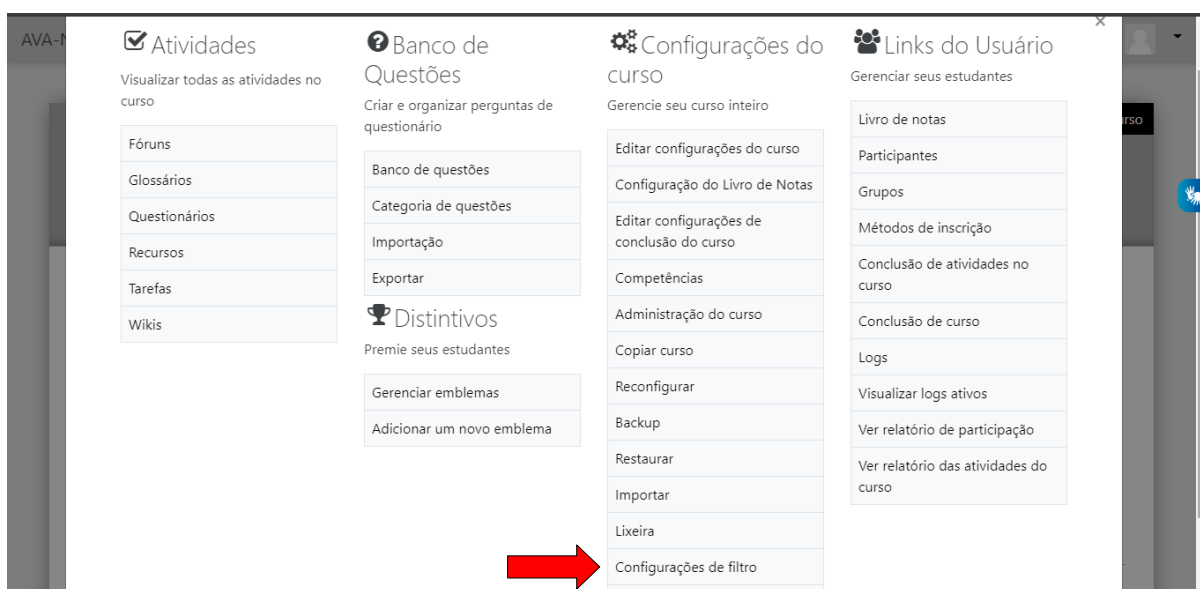 AVA-N
×
Atividades
Visualizar todas as atividades no
curso
Fóruns
Glossários
Questionários
Recursos
Tarefas
Wikis
Banco de
Questões
Criar e organizar perguntas de
questionário
Banco de questões
Categoria de questões
Importação
Exportar
Distintivos
Premie seus estudantes
Gerenciar emblemas
Adicionar um novo emblema
Configurações do
curso
Gerencie seu curso inteiro
Editar configurações do curso
Configuração do Livro de Notas
Editar configurações de
conclusão do curso
Competências
Administração do curso
Copiar curso
Reconfigurar
Backup
Restaurar
Importar
Lixeira
Configurações de filtro
Links do Usuário
Gerenciar seus estudantes
Livro de notas
Participantes
Grupos
Métodos de inscrição
Conclusão de atividades no
curso
Conclusão de curso
Logs
Visualizar logs ativos
Ver relatório de participação
Ver relatório das atividades do
curso